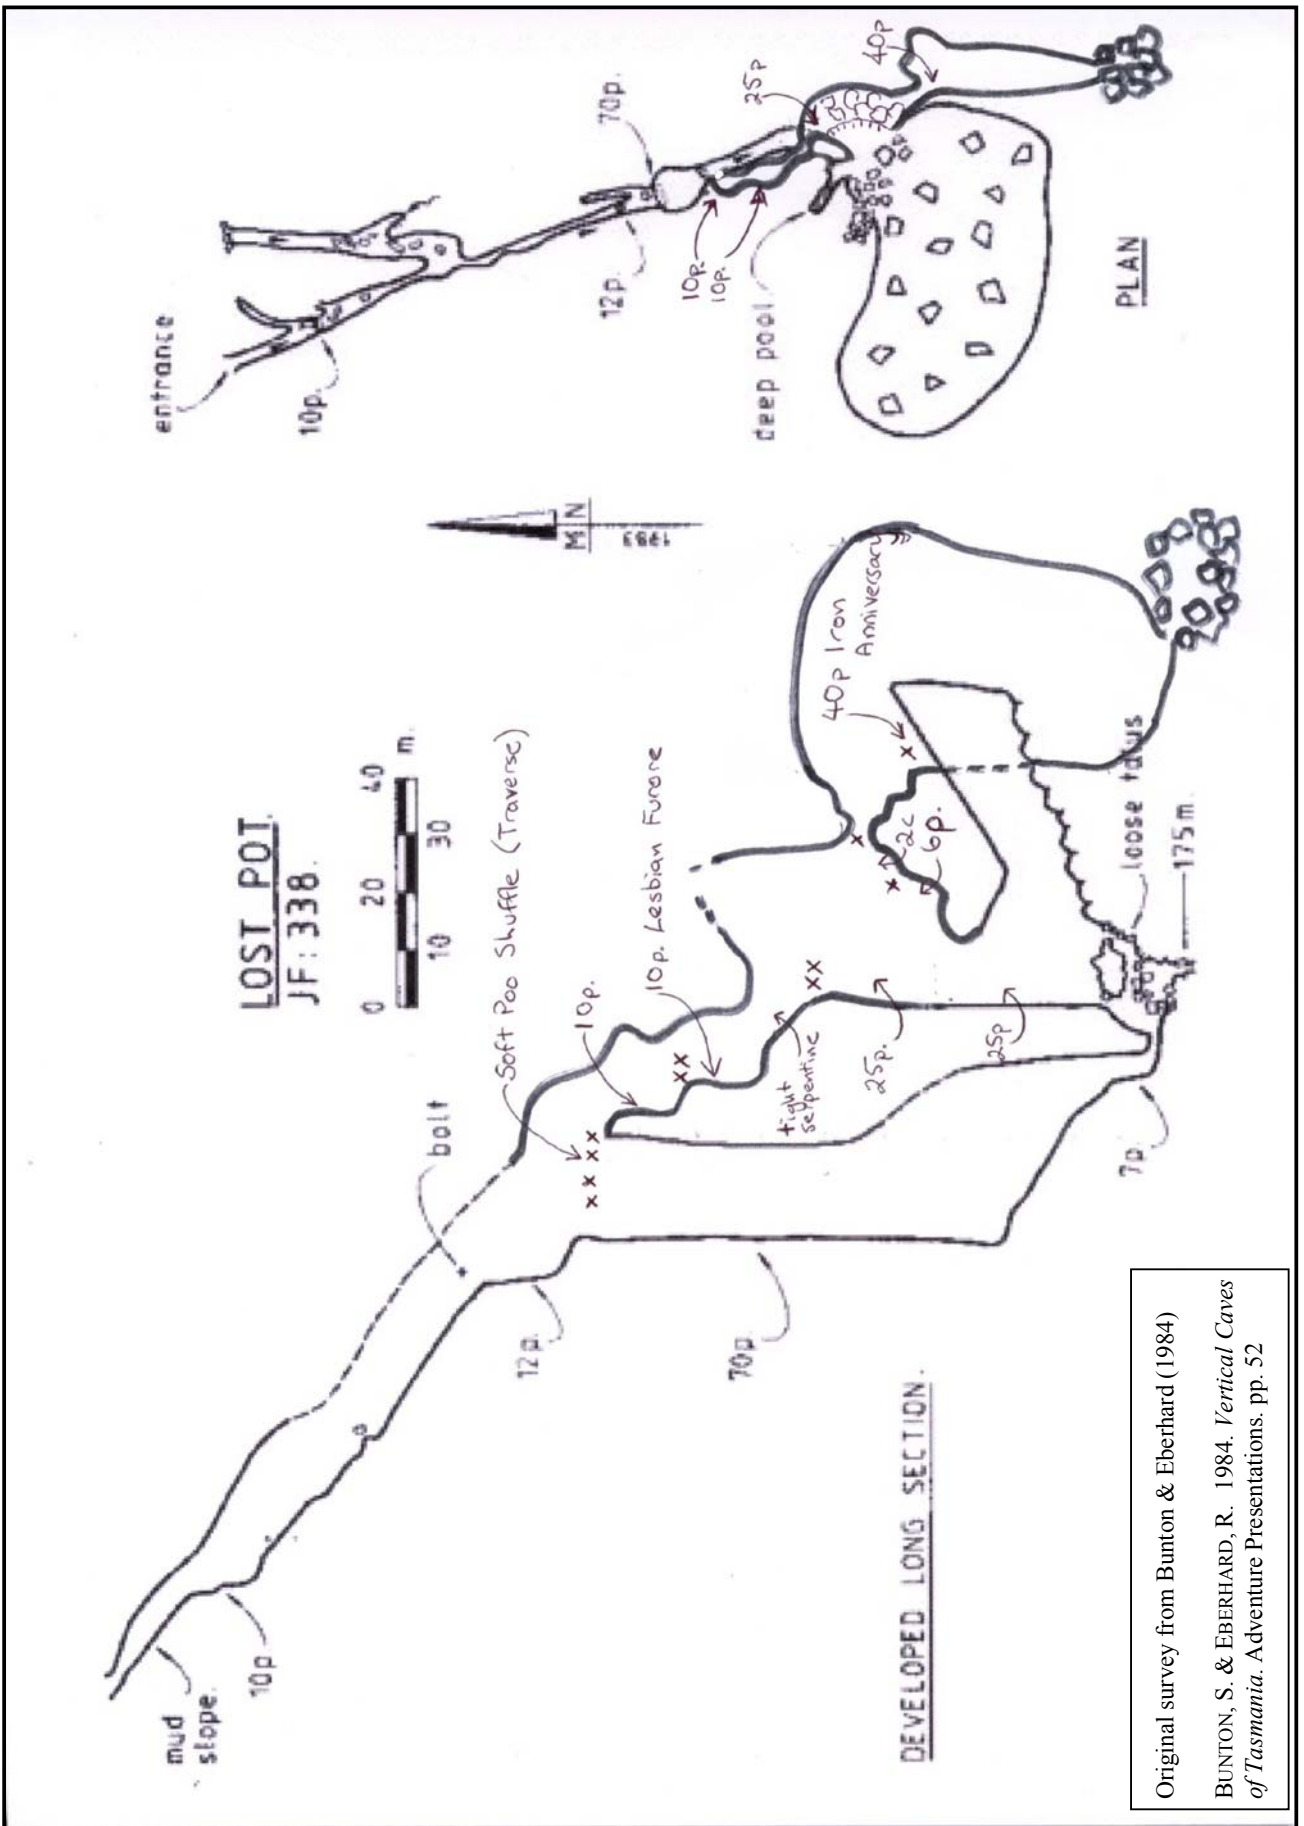 LOST POT.
JF: 338.
0 10 20 30 40 m.
MN
1983
entrance
10p.
12p.
70p.
10p.
10p.
25p
40p
deep pool
PLAN
mud
slope.
10p
bolt
12p.
70p.
Soft Poo Shuffle (Traverse)
10p.
10p. Lesbian Furore
tight
serpentine
25p.
25p
7p.
40p Iron
Anniversary
2c
6p.
loose talus
175m.
DEVELOPED LONG SECTION.
Original survey from Bunton & Eberhard (1984)
BUNTON, S. & EBERHARD, R. 1984. Vertical Caves
of Tasmania. Adventure Presentations. pp. 52